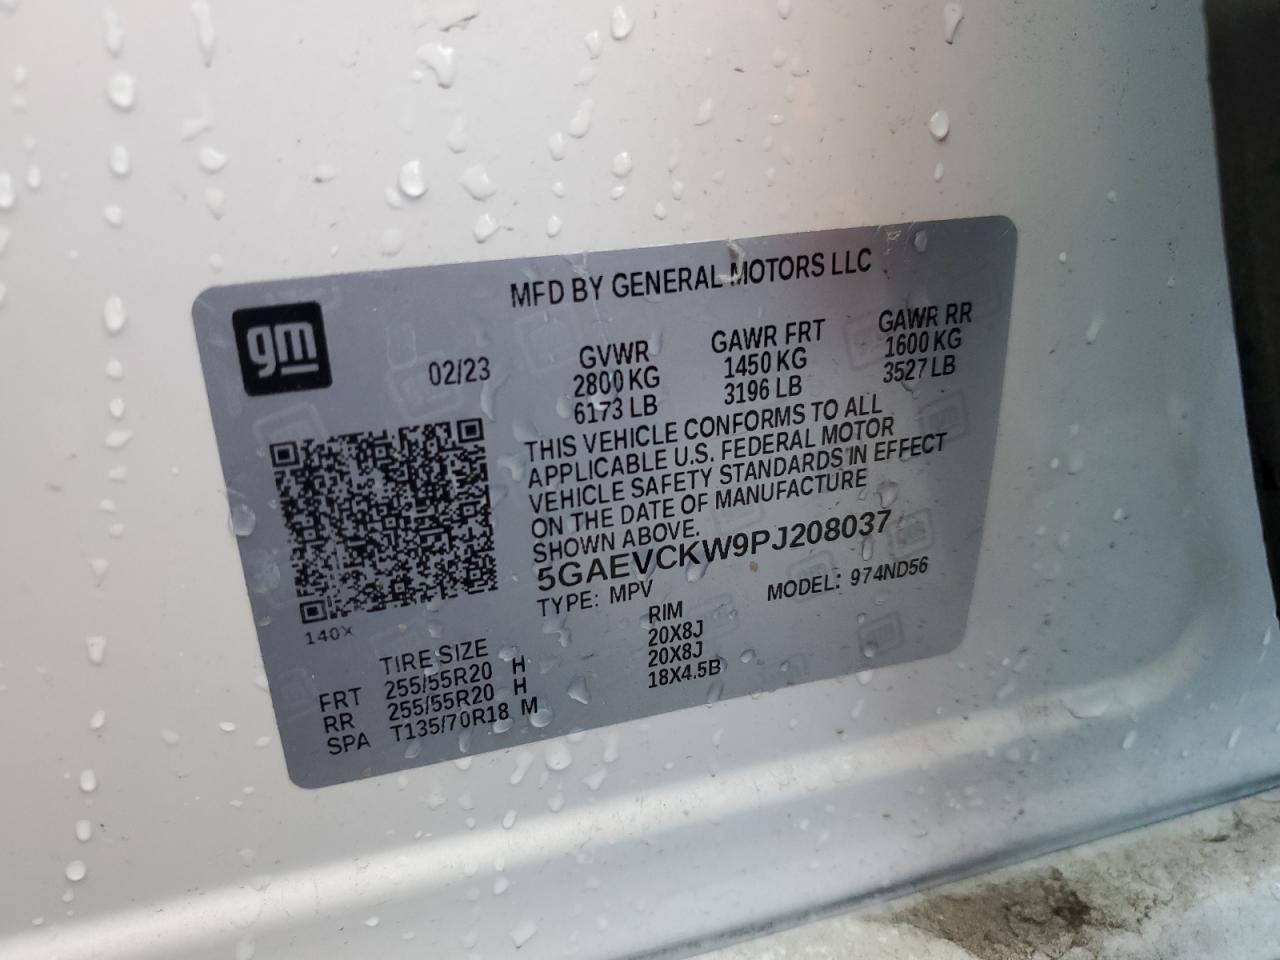 MFD BY GENERAL MOTORS LLC
gm
02/23
GVWR GAWR FRT GAWR RR
2800 KG 1450 KG 1600 KG
6173 LB 3196 LB 3527 LB
THIS VEHICLE CONFORMS TO ALL
APPLICABLE U.S. FEDERAL MOTOR
VEHICLE SAFETY STANDARDS IN EFFECT
ON THE DATE OF MANUFACTURE
SHOWN ABOVE.
5GAEVCKW9PJ208037
TYPE: MPV MODEL: 974ND56
140X
TIRE SIZE RIM
FRT 255/55R20 H 20X8J
RR 255/55R20 H 20X8J
SPA T135/70R18 M 18X4.5B